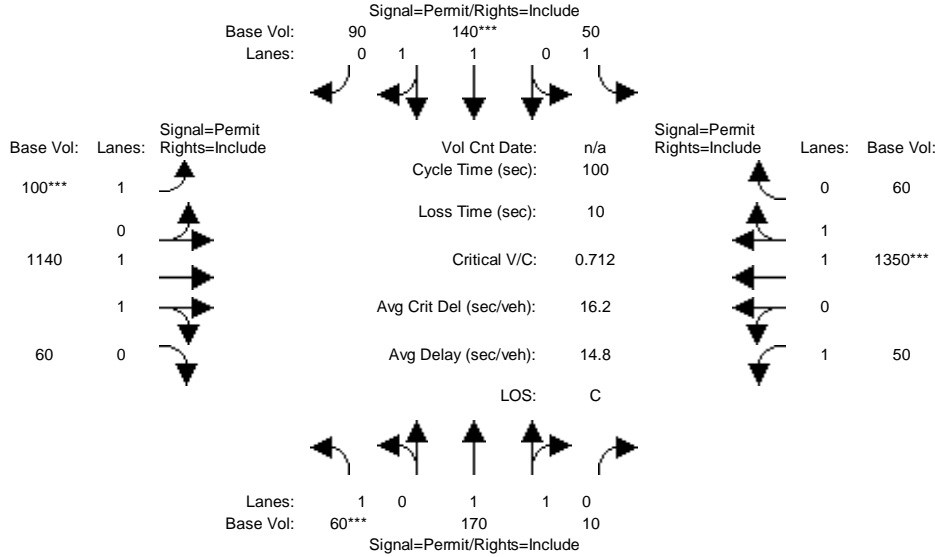 Signal=Permit/Rights=Include
Base Vol: 90 140*** 50
Lanes: 0 1 1 0 1
Signal=Permit
Rights=Include
Base Vol: Lanes:
Vol Cnt Date: n/a
Signal=Permit
Rights=Include
Lanes: Base Vol:
Cycle Time (sec): 100
100*** 1
0 60
Loss Time (sec): 10
0
1
1140 1
Critical V/C: 0.712
1 1350***
1
Avg Crit Del (sec/veh): 16.2
0
60 0
Avg Delay (sec/veh): 14.8
1 50
LOS: C
Lanes: 1 0 1 1 0
Base Vol: 60*** 170 10
Signal=Permit/Rights=Include